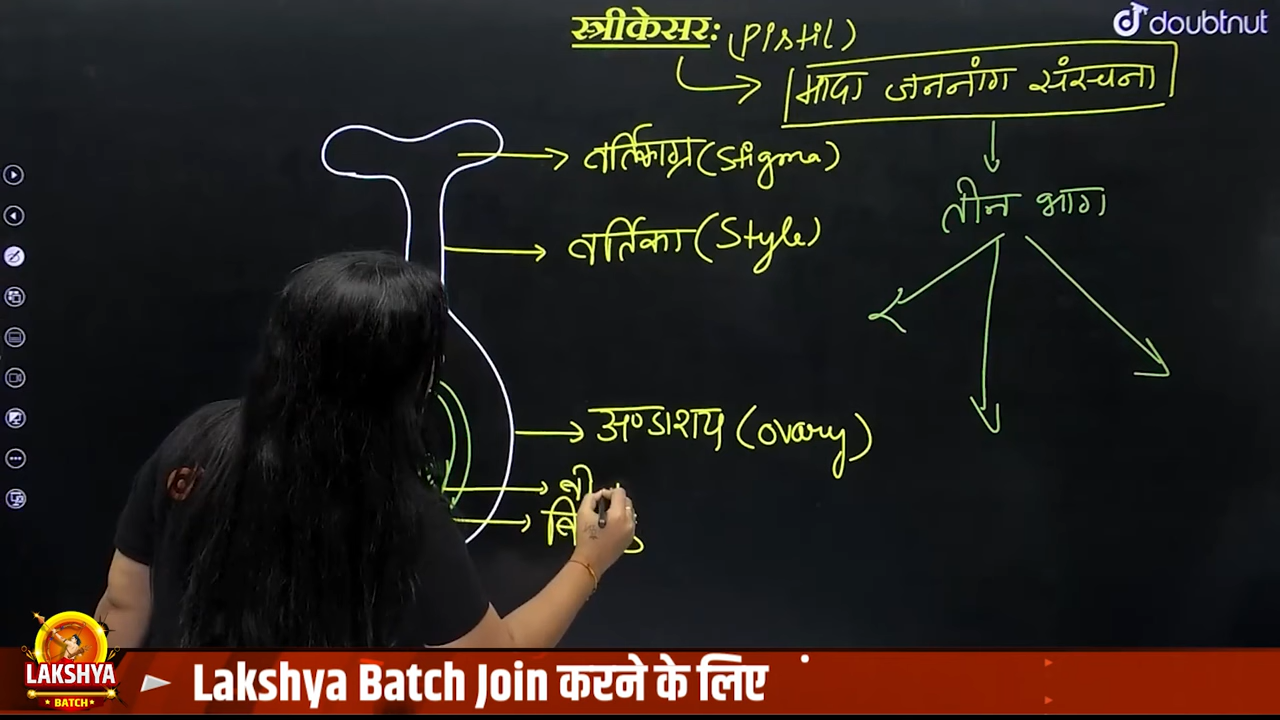 स्त्रीकेसर: (Pistil)
doubtnut
मादा जननांग संरचना
वर्तिकाग्र (Stigma)
तीन भाग
वर्तिका (Style)
अण्डाशय (ovary)
LAKSHYA
BATCH
Lakshya Batch Join करने के लिए